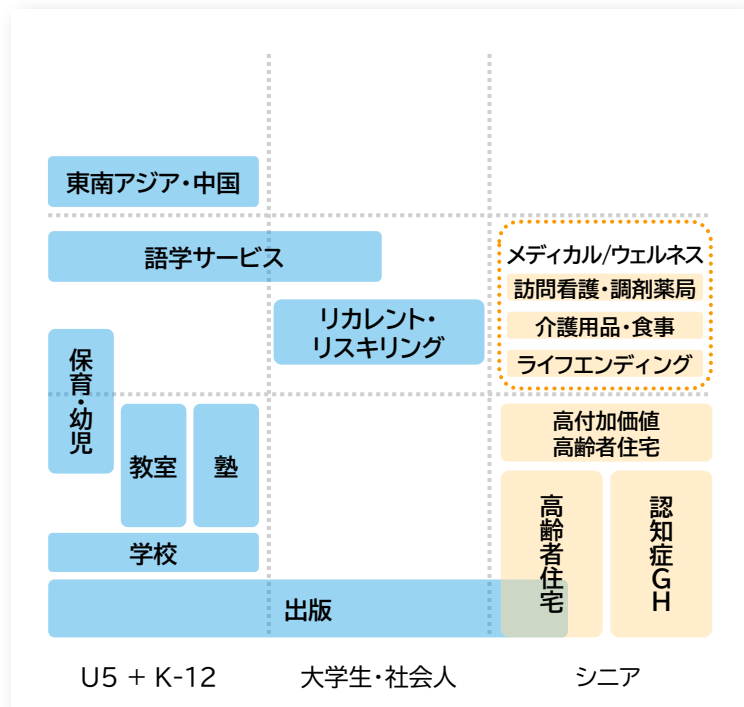 東南アジア・中国
語学サービス
メディカル/ウェルネス
訪問看護・調剤薬局
リカレント・
リスキリング
介護用品・食事
ライフエンディング
保育・幼児
教室
塾
高付加価値
高齢者住宅
高齢者住宅
認知症GH
学校
出版
U5 + K-12
大学生・社会人
シニア